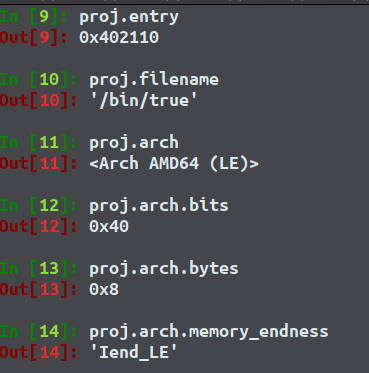 In [9]: proj.entry
Out[9]: 0x402110
In [10]: proj.filename
Out[10]: '/bin/true'
In [11]: proj.arch
Out[11]: <Arch AMD64 (LE)>
In [12]: proj.arch.bits
Out[12]: 0x40
In [13]: proj.arch.bytes
Out[13]: 0x8
In [14]: proj.arch.memory_endness
Out[14]: 'Iend_LE'